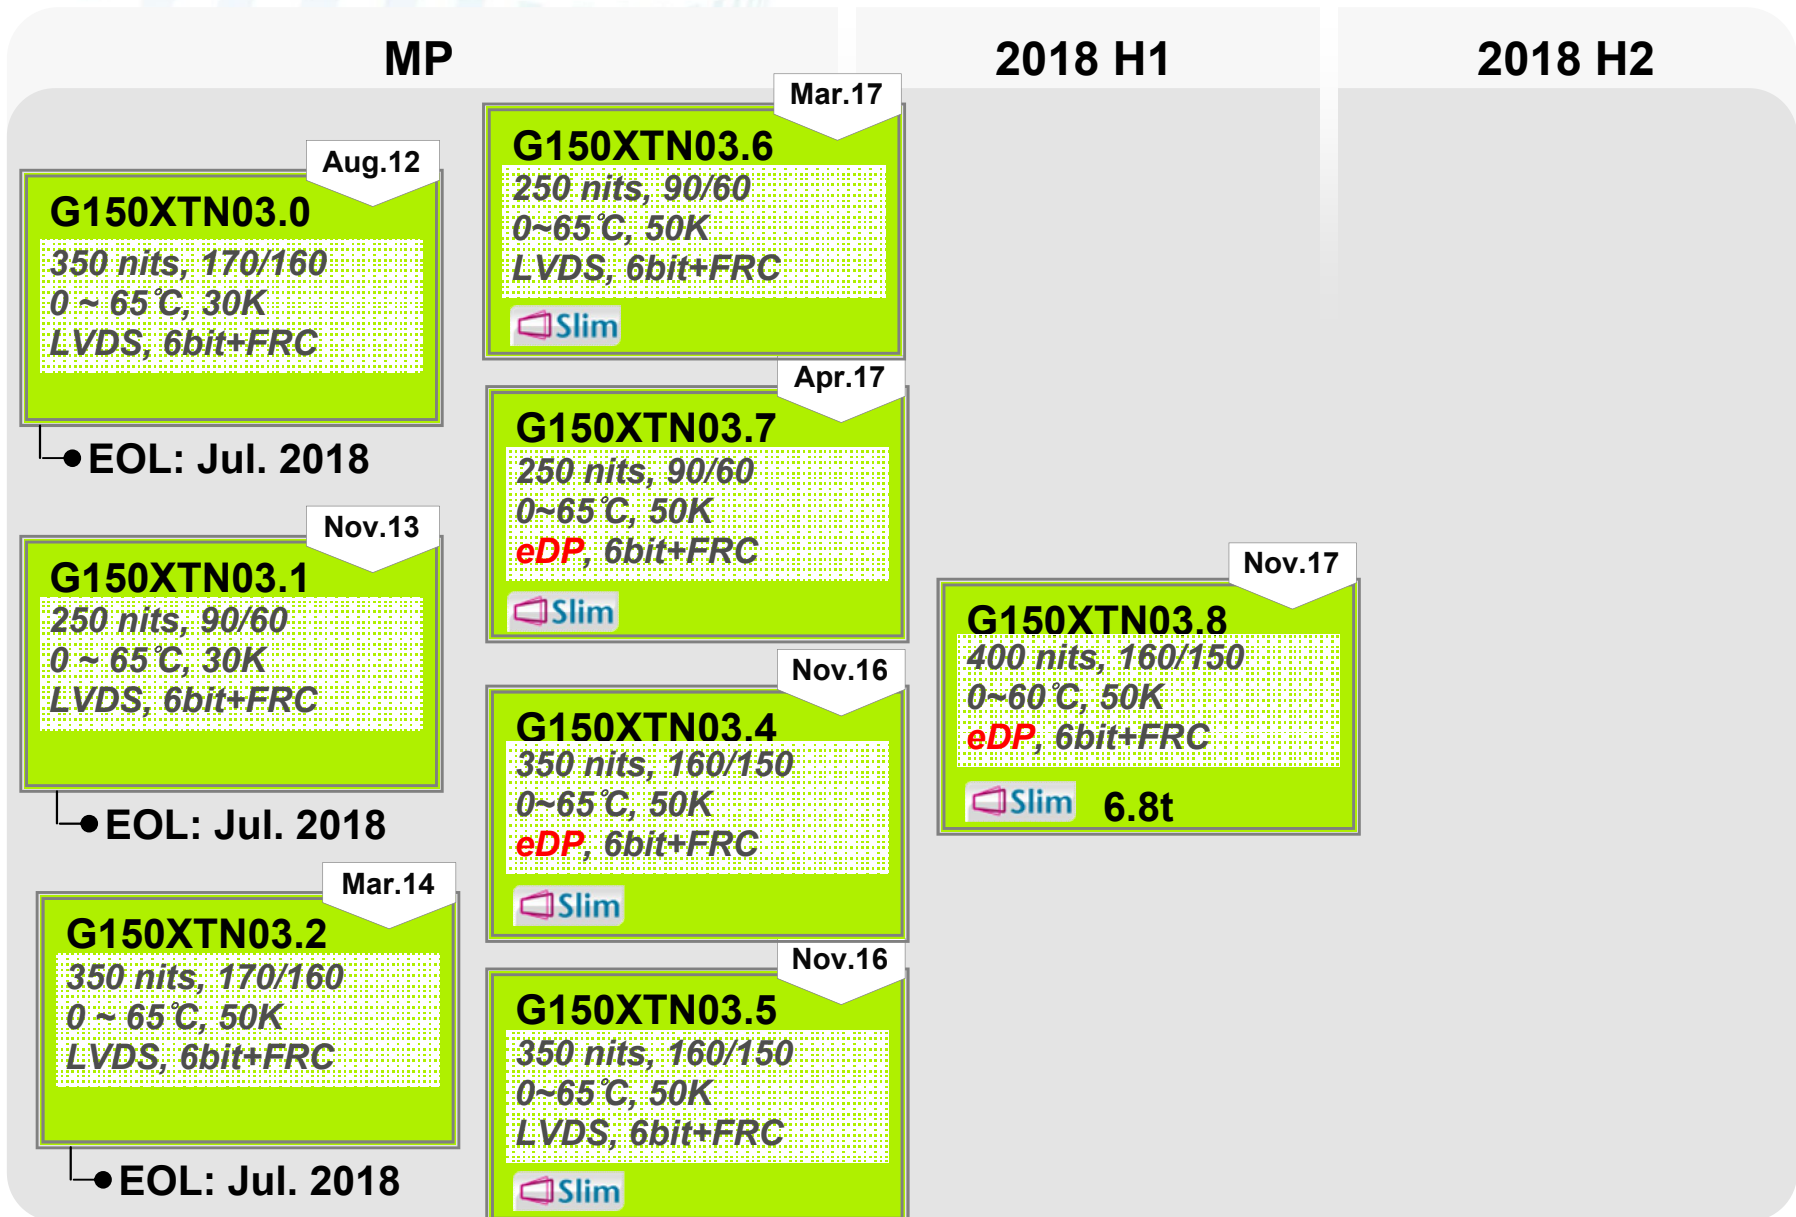 MP
2018 H1
2018 H2
Aug.12
G150XTN03.0
350 nits, 170/160
0 ~ 65℃, 30K
LVDS, 6bit+FRC
EOL: Jul. 2018
Nov.13
G150XTN03.1
250 nits, 90/60
0 ~ 65℃, 30K
LVDS, 6bit+FRC
EOL: Jul. 2018
Mar.14
G150XTN03.2
350 nits, 170/160
0 ~ 65℃, 50K
LVDS, 6bit+FRC
EOL: Jul. 2018
Mar.17
G150XTN03.6
250 nits, 90/60
0~65℃, 50K
LVDS, 6bit+FRC
Slim
Apr.17
G150XTN03.7
250 nits, 90/60
0~65℃, 50K
eDP, 6bit+FRC
Slim
Nov.16
G150XTN03.4
350 nits, 160/150
0~65℃, 50K
eDP, 6bit+FRC
Slim
Nov.16
G150XTN03.5
350 nits, 160/150
0~65℃, 50K
LVDS, 6bit+FRC
Slim
Nov.17
G150XTN03.8
400 nits, 160/150
0~60℃, 50K
eDP, 6bit+FRC
Slim 6.8t